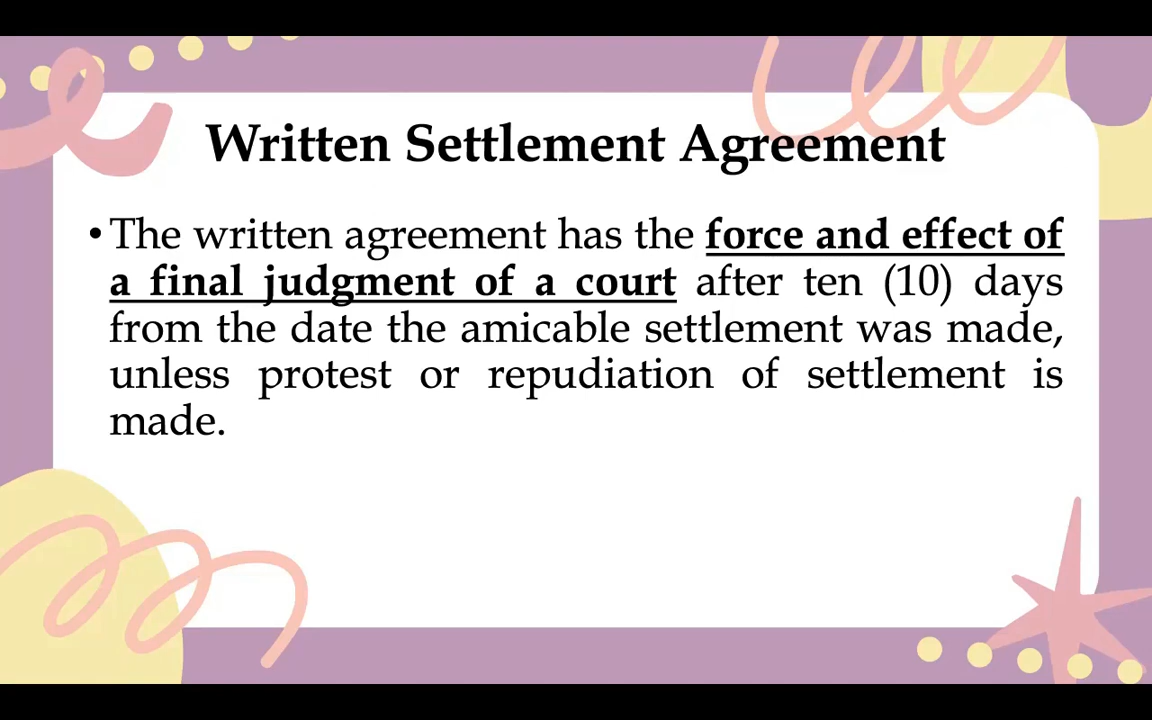 Written Settlement Agreement
•The written agreement has the force and effect of
a final judgment of a court after ten (10) days
from the date the amicable settlement was made,
unless protest or repudiation of settlement is
made.